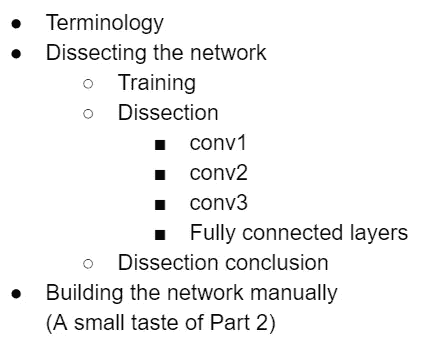 ● Terminology
● Dissecting the network
○ Training
○ Dissection
■ conv1
■ conv2
■ conv3
■ Fully connected layers
○ Dissection conclusion
● Building the network manually
(A small taste of Part 2)